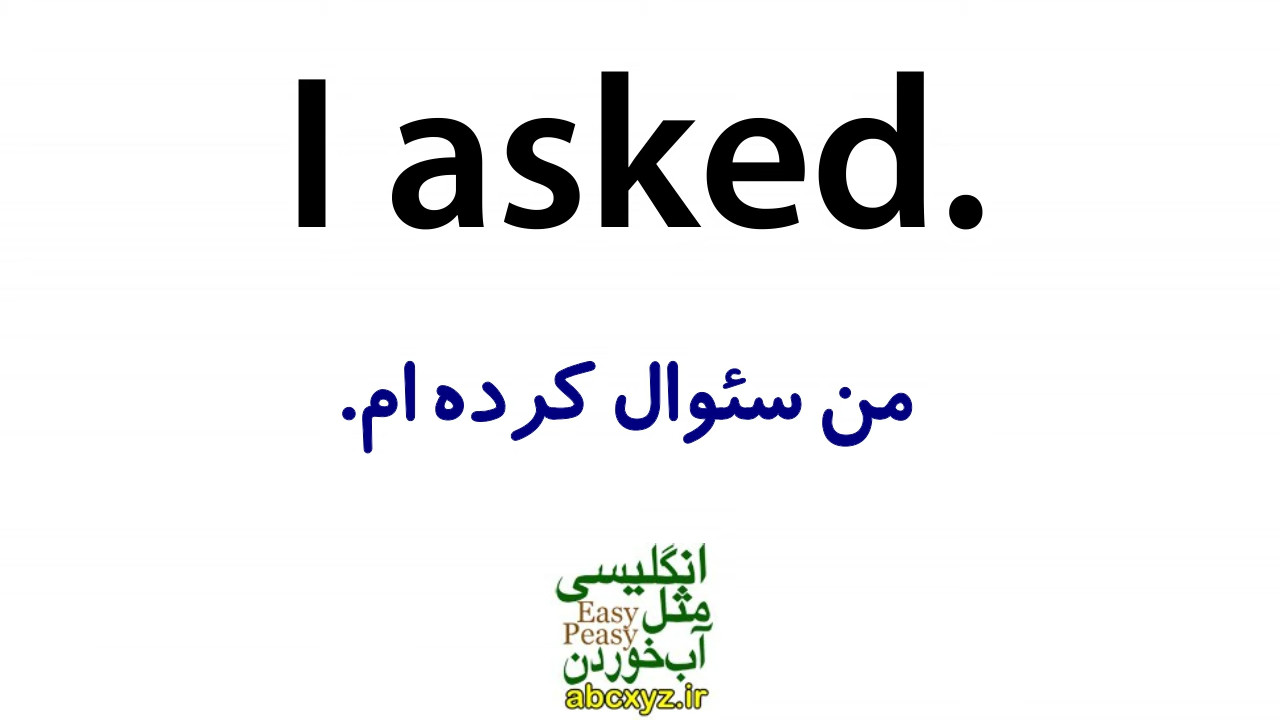 I asked.
من سئوال کرده ام.
انگلیسی
مثل Easy
Peasy
آب‌خوردن
abcxyz.ir